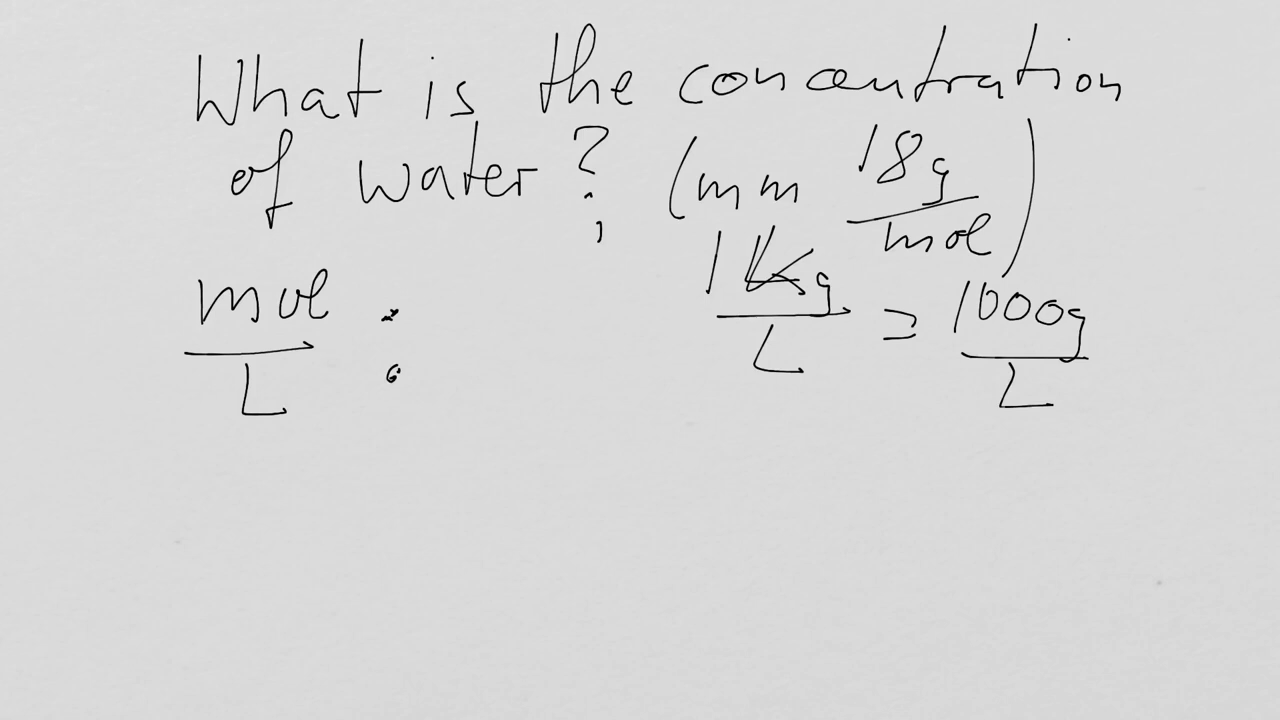 What is the concentration
of water? (mm 18g/mol)
mol/L : 1kg/L = 1000g/L